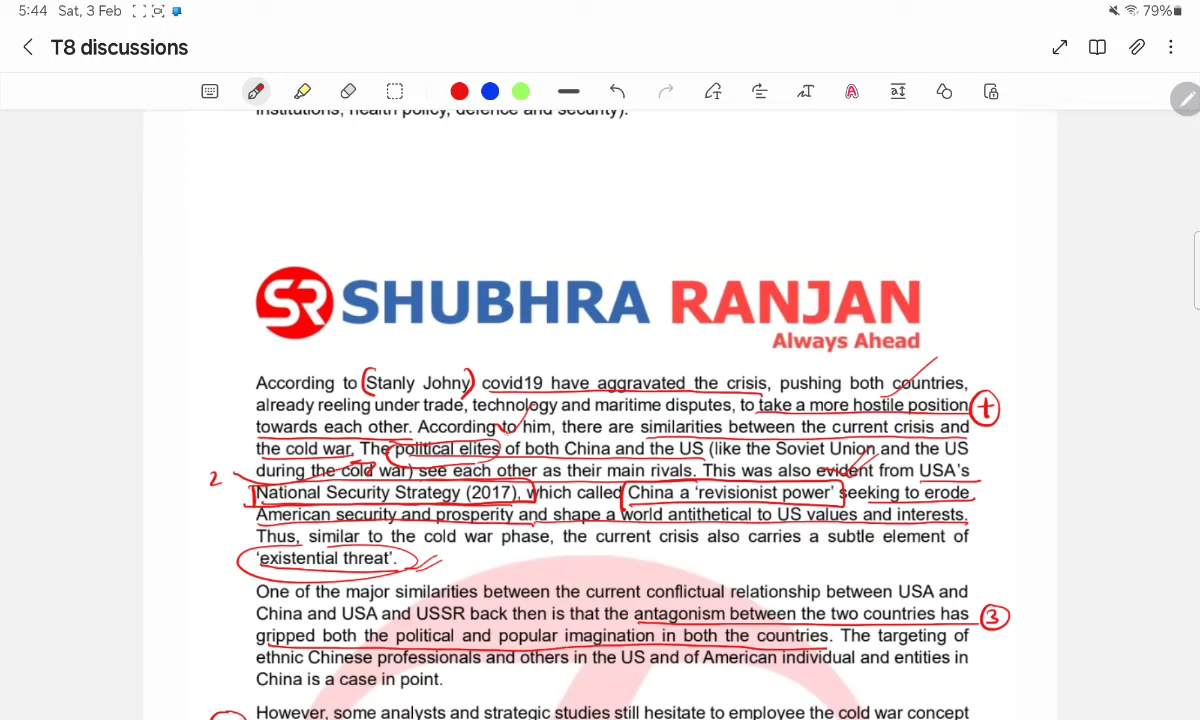 5:44 Sat, 3 Feb
79%
T8 discussions
institutions, health policy, defence and security).
SR SHUBHRA RANJAN
Always Ahead
According to Stanly Johny covid19 have aggravated the crisis, pushing both countries,
already reeling under trade, technology and maritime disputes, to take a more hostile position
towards each other. According to him, there are similarities between the current crisis and
the cold war. The political elites of both China and the US (like the Soviet Union and the US
during the cold war) see each other as their main rivals. This was also evident from USA's
2
National Security Strategy (2017), which called China a 'revisionist power' seeking to erode
American security and prosperity and shape a world antithetical to US values and interests.
Thus, similar to the cold war phase, the current crisis also carries a subtle element of
'existential threat'.
One of the major similarities between the current conflictual relationship between USA and
China and USA and USSR back then is that the antagonism between the two countries has
3
gripped both the political and popular imagination in both the countries. The targeting of
ethnic Chinese professionals and others in the US and of American individual and entities in
China is a case in point.
However, some analysts and strategic studies still hesitate to employee the cold war concept